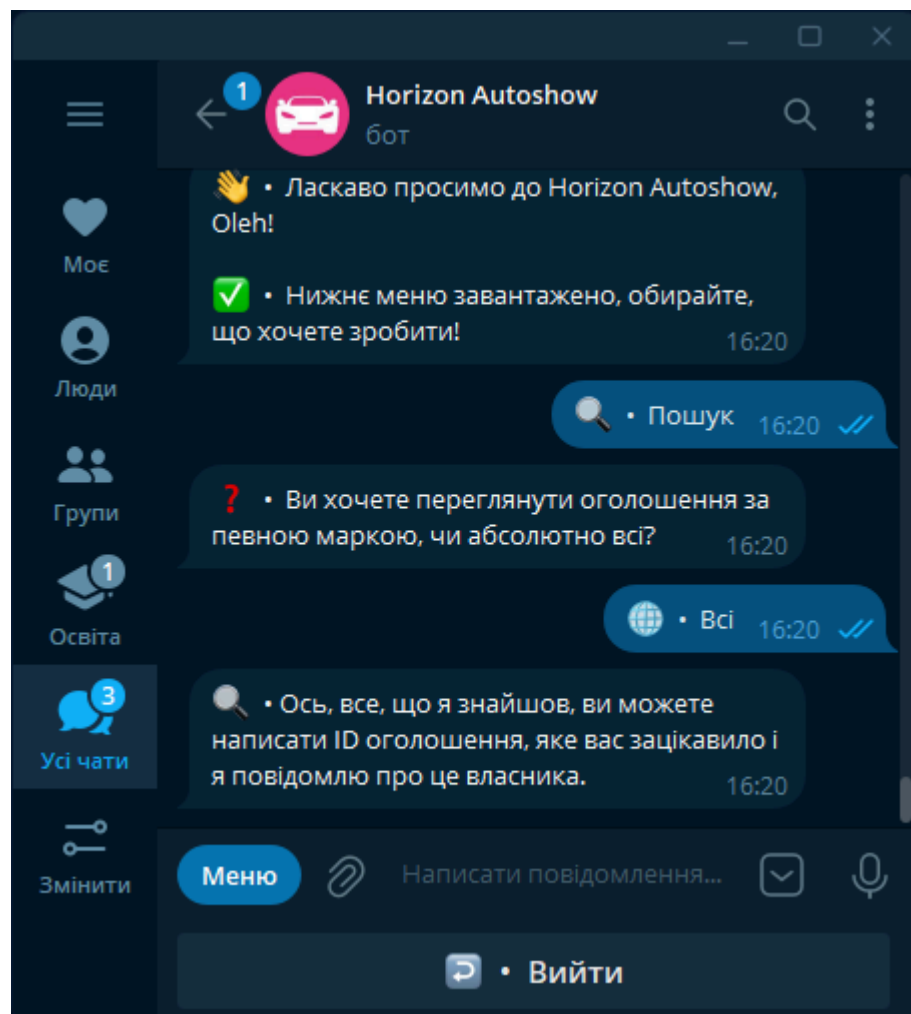 1
Horizon Autoshow
бот
👋 • Ласкаво просимо до Horizon Autoshow,
Oleh!
✅ • Нижнє меню завантажено, обирайте,
що хочете зробити!
16:20
🔍 • Пошук 16:20
❓ • Ви хочете переглянути оголошення за
певною маркою, чи абсолютно всі?
16:20
🌐 • Всі 16:20
🔍 • Ось, все, що я знайшов, ви можете
написати ID оголошення, яке вас зацікавило і
я повідомлю про це власника.
16:20
Моє
Люди
Групи
1
Освіта
3
Усі чати
Змінити
Меню
Написати повідомлення...
↩ • Вийти